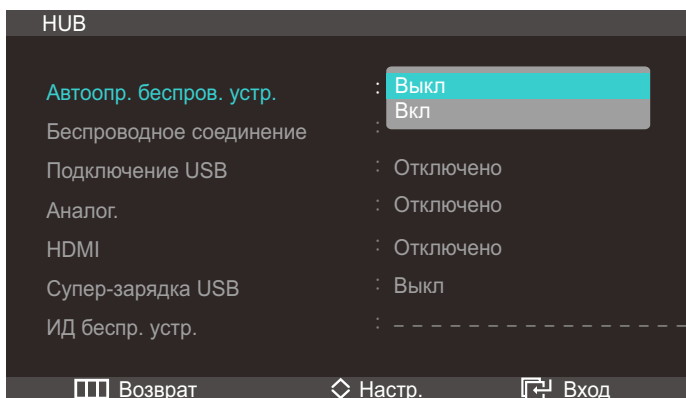 HUB
Автоопр. беспров. устр. : Выкл
Вкл
Беспроводное соединение :
Подключение USB : Отключено
Аналог. : Отключено
HDMI : Отключено
Супер-зарядка USB : Выкл
ИД беспр. устр. : – – – – – – – – – – – – – – – – – – –
Возврат Настр. Вход